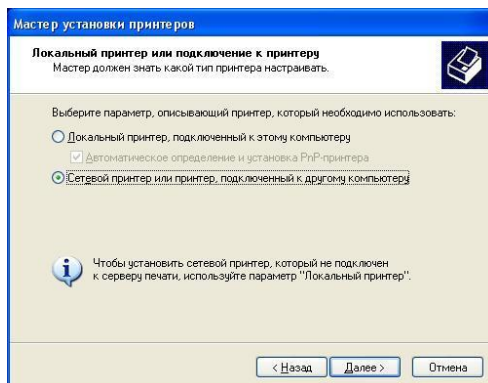 Мастер установки принтеров
Локальный принтер или подключение к принтеру
Мастер должен знать какой тип принтера настраивать.
Выберите параметр, описывающий принтер, который необходимо использовать:
Локальный принтер, подключенный к этому компьютеру
Автоматическое определение и установка PnP-принтера
Сетевой принтер или принтер, подключенный к другому компьютеру
Чтобы установить сетевой принтер, который не подключен
к серверу печати, используйте параметр "Локальный принтер".
< Назад
Далее >
Отмена